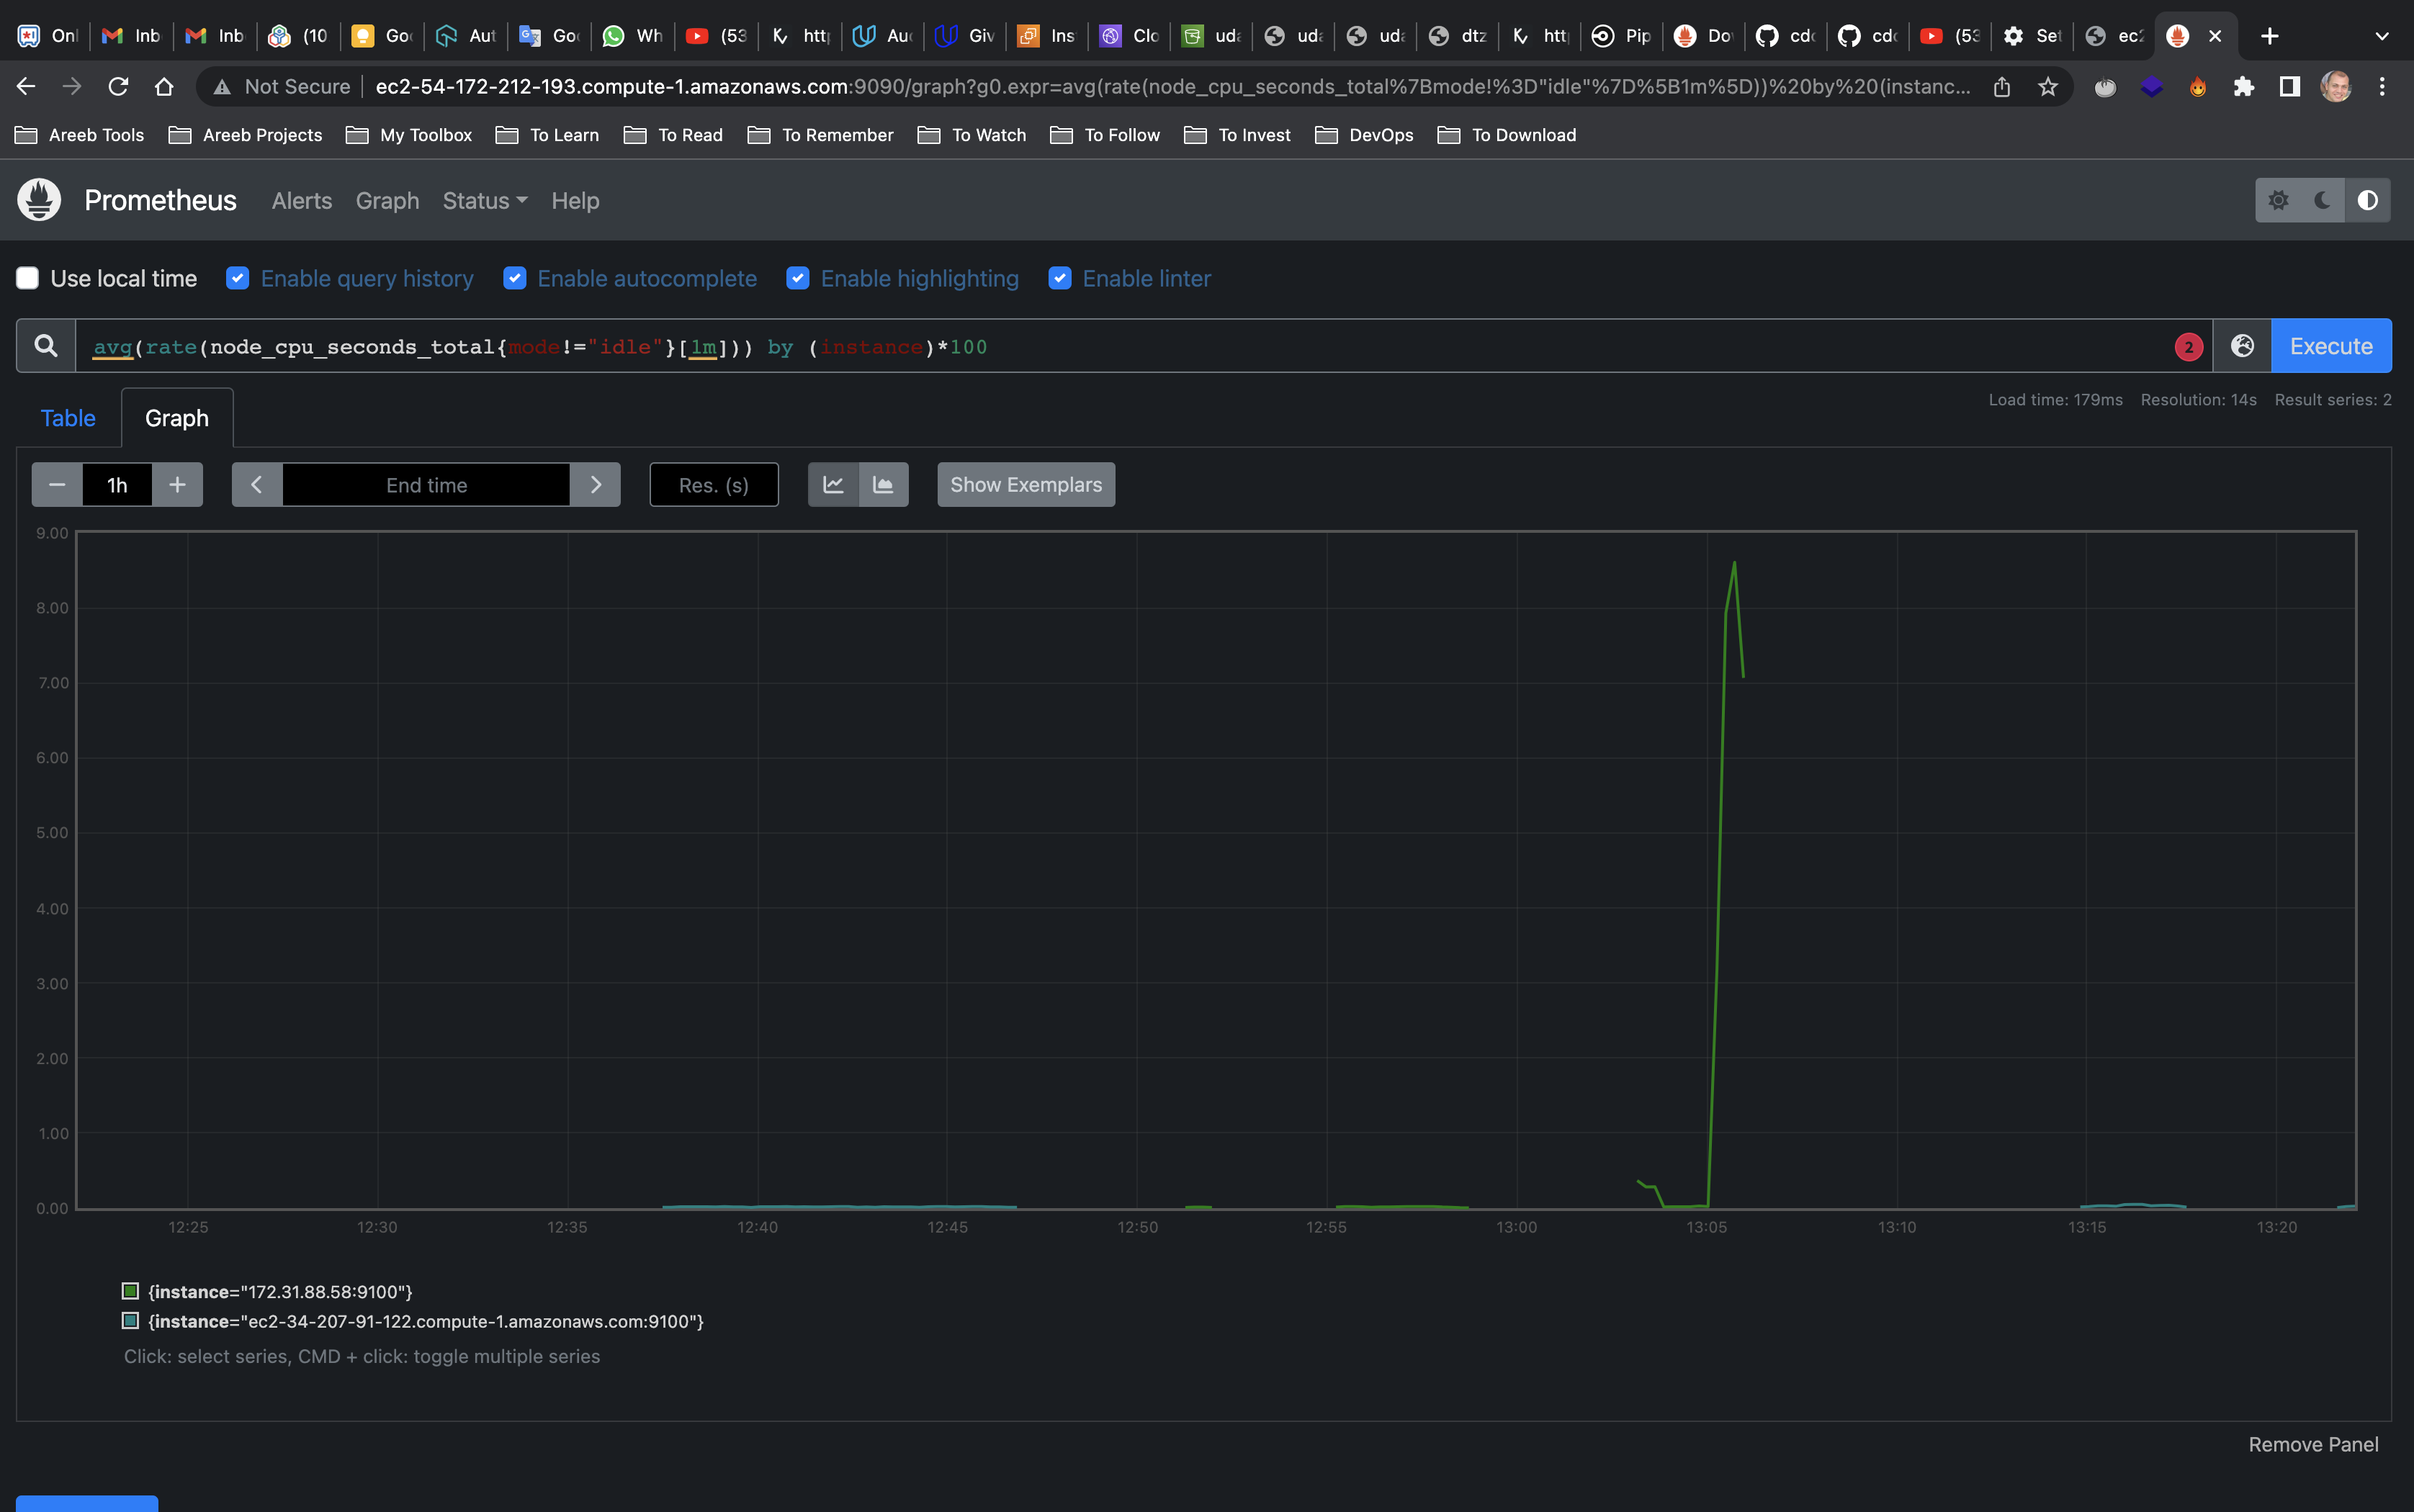 Onl Inb Inb (10 Goo Aut Goo Wh (53 http Auc Giv Ins Clo uda uda uda dtz http Pip Do cdc cdc (53 Set ec2
Not Secure ec2-54-172-212-193.compute-1.amazonaws.com:9090/graph?g0.expr=avg(rate(node_cpu_seconds_total%7Bmode!%3D"idle"%7D%5B1m%5D))%20by%20(instanc...
Areeb Tools Areeb Projects My Toolbox To Learn To Read To Remember To Watch To Follow To Invest DevOps To Download
Prometheus Alerts Graph Status Help
Use local time Enable query history Enable autocomplete Enable highlighting Enable linter
avg(rate(node_cpu_seconds_total{mode!="idle"}[1m])) by (instance)*100 2 Execute
Load time: 179ms Resolution: 14s Result series: 2
Table Graph
1h End time Res. (s) Show Exemplars
9.00
8.00
7.00
6.00
5.00
4.00
3.00
2.00
1.00
0.00
12:25 12:30 12:35 12:40 12:45 12:50 12:55 13:00 13:05 13:10 13:15 13:20
{instance="172.31.88.58:9100"}
{instance="ec2-34-207-91-122.compute-1.amazonaws.com:9100"}
Click: select series, CMD + click: toggle multiple series
Remove Panel